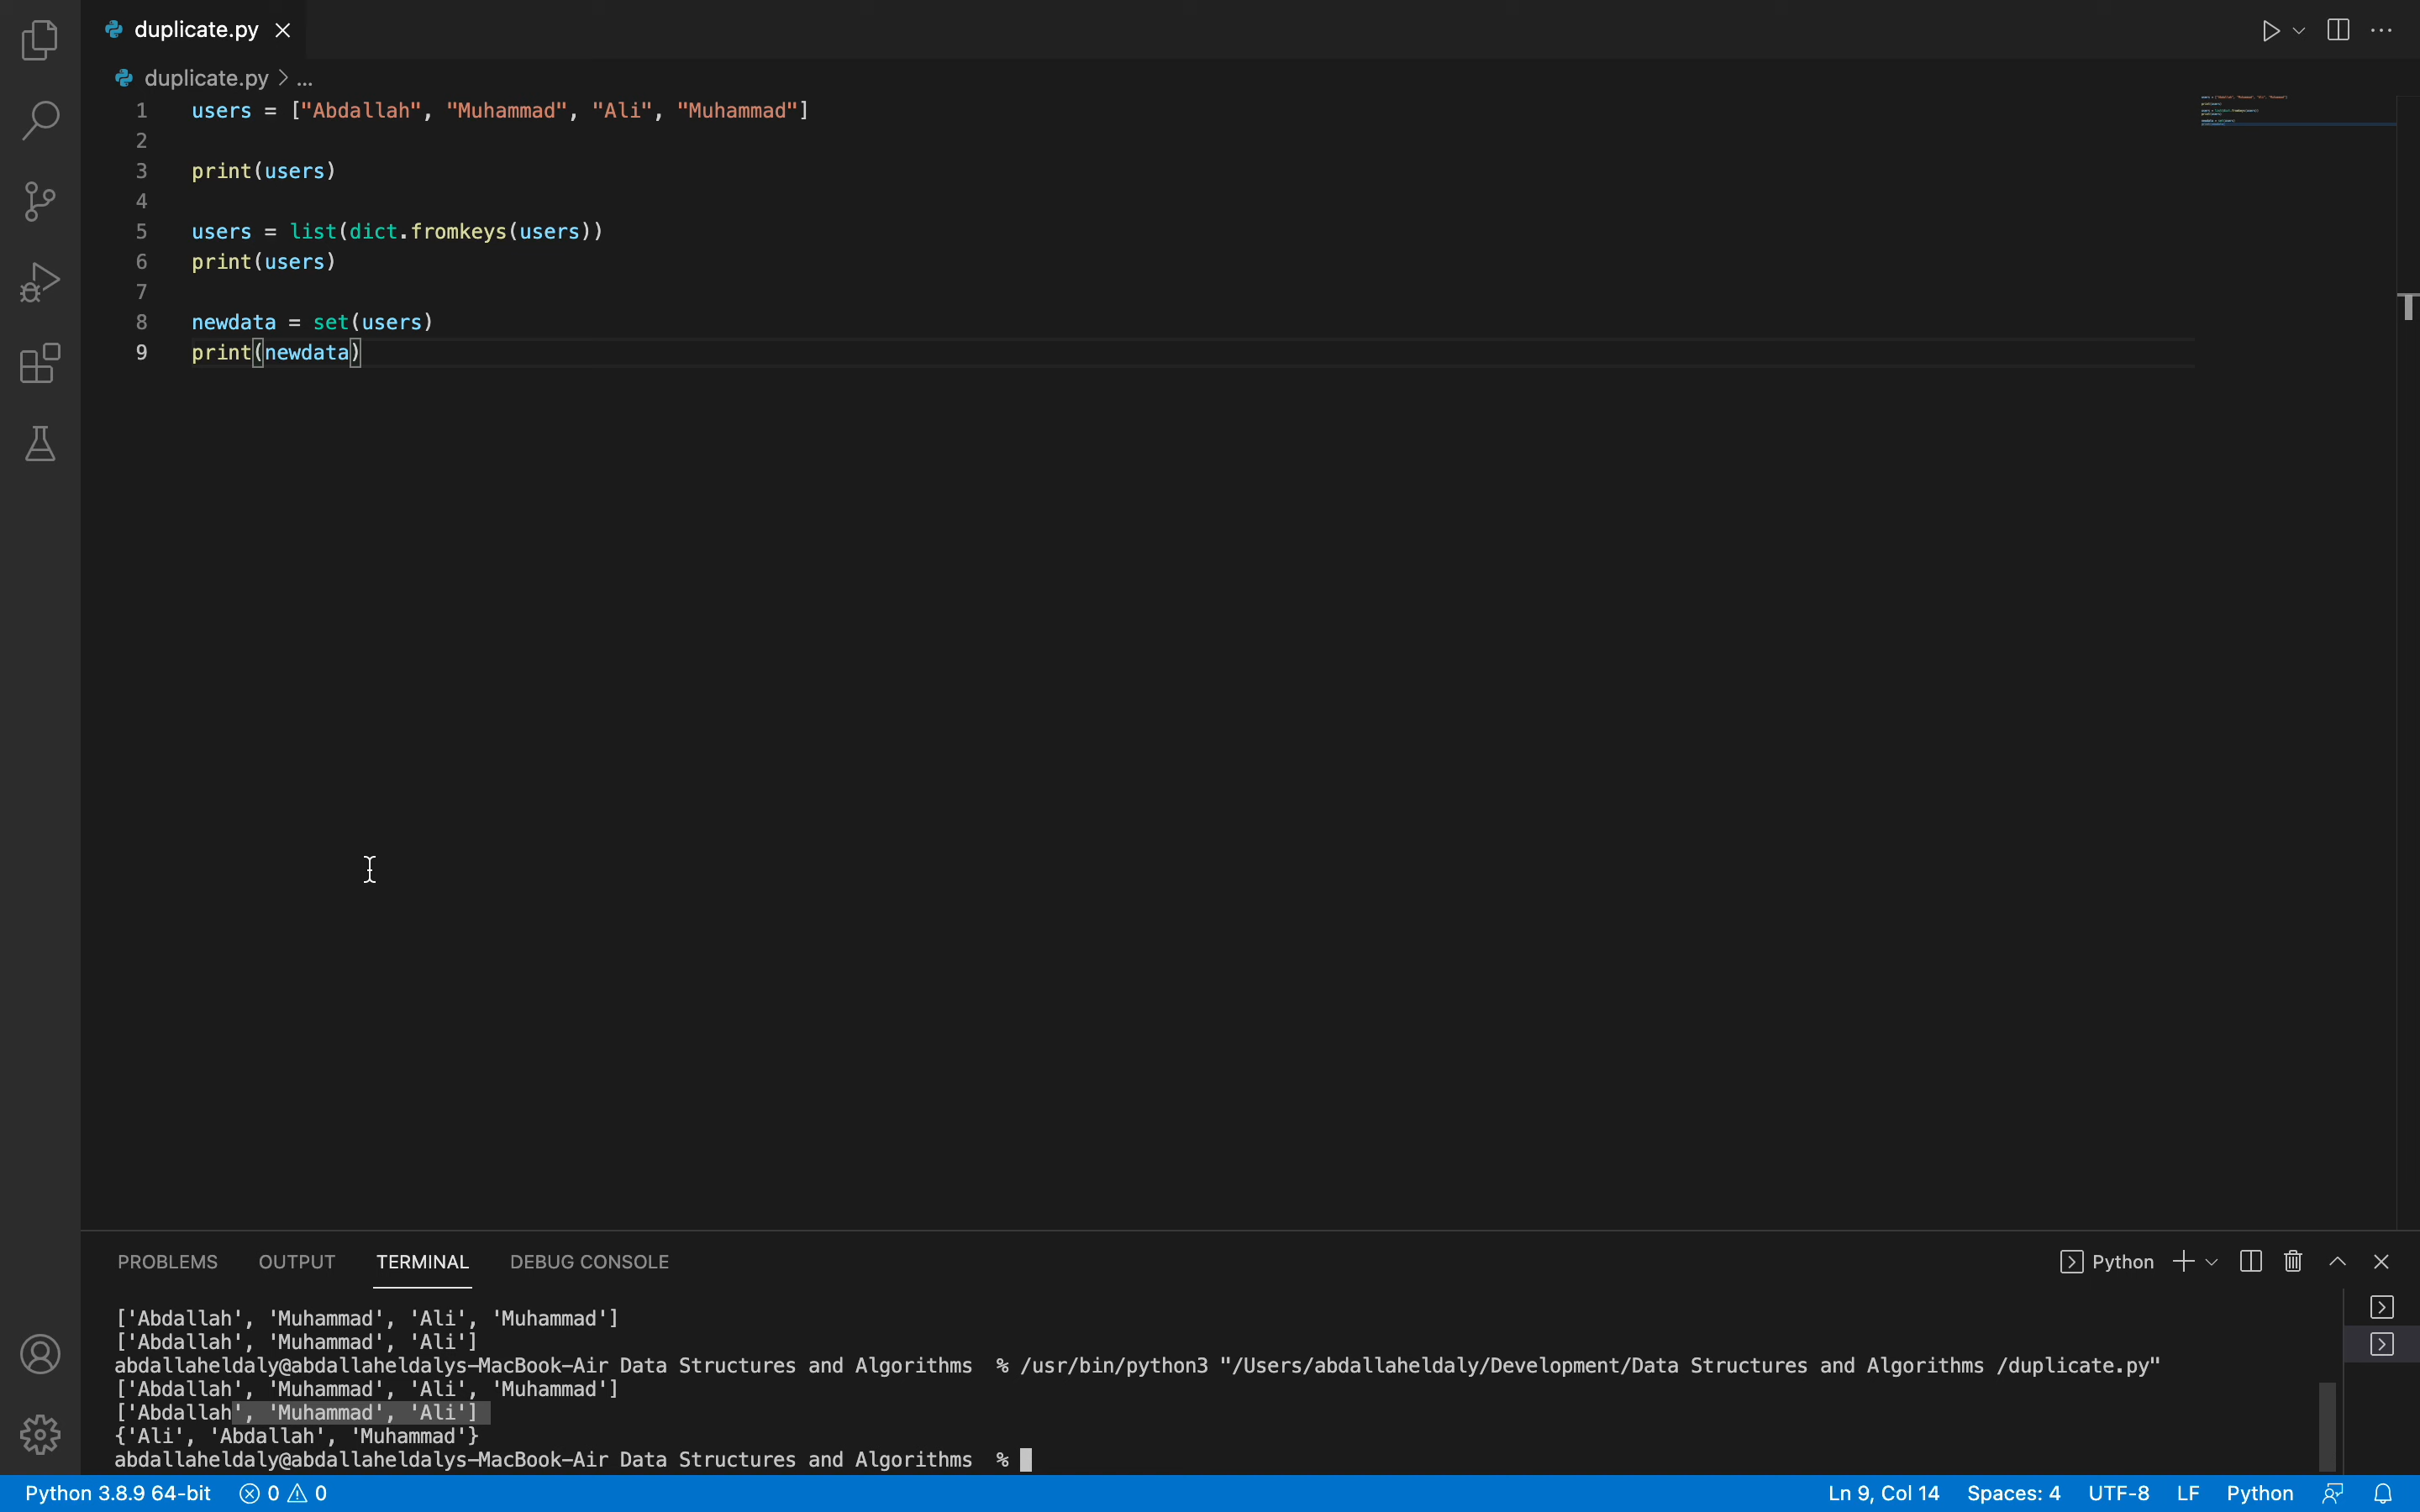 duplicate.py
duplicate.py > ...
1 users = ["Abdallah", "Muhammad", "Ali", "Muhammad"]
2
3 print(users)
4
5 users = list(dict.fromkeys(users))
6 print(users)
7
8 newdata = set(users)
9 print(newdata)
PROBLEMS OUTPUT TERMINAL DEBUG CONSOLE Python
['Abdallah', 'Muhammad', 'Ali', 'Muhammad']
['Abdallah', 'Muhammad', 'Ali']
abdallaheldaly@abdallaheldalys-MacBook-Air Data Structures and Algorithms % /usr/bin/python3 "/Users/abdallaheldaly/Development/Data Structures and Algorithms /duplicate.py"
['Abdallah', 'Muhammad', 'Ali', 'Muhammad']
['Abdallah', 'Muhammad', 'Ali']
{'Ali', 'Abdallah', 'Muhammad'}
abdallaheldaly@abdallaheldalys-MacBook-Air Data Structures and Algorithms %
Python 3.8.9 64-bit 0 0 Ln 9, Col 14 Spaces: 4 UTF-8 LF Python